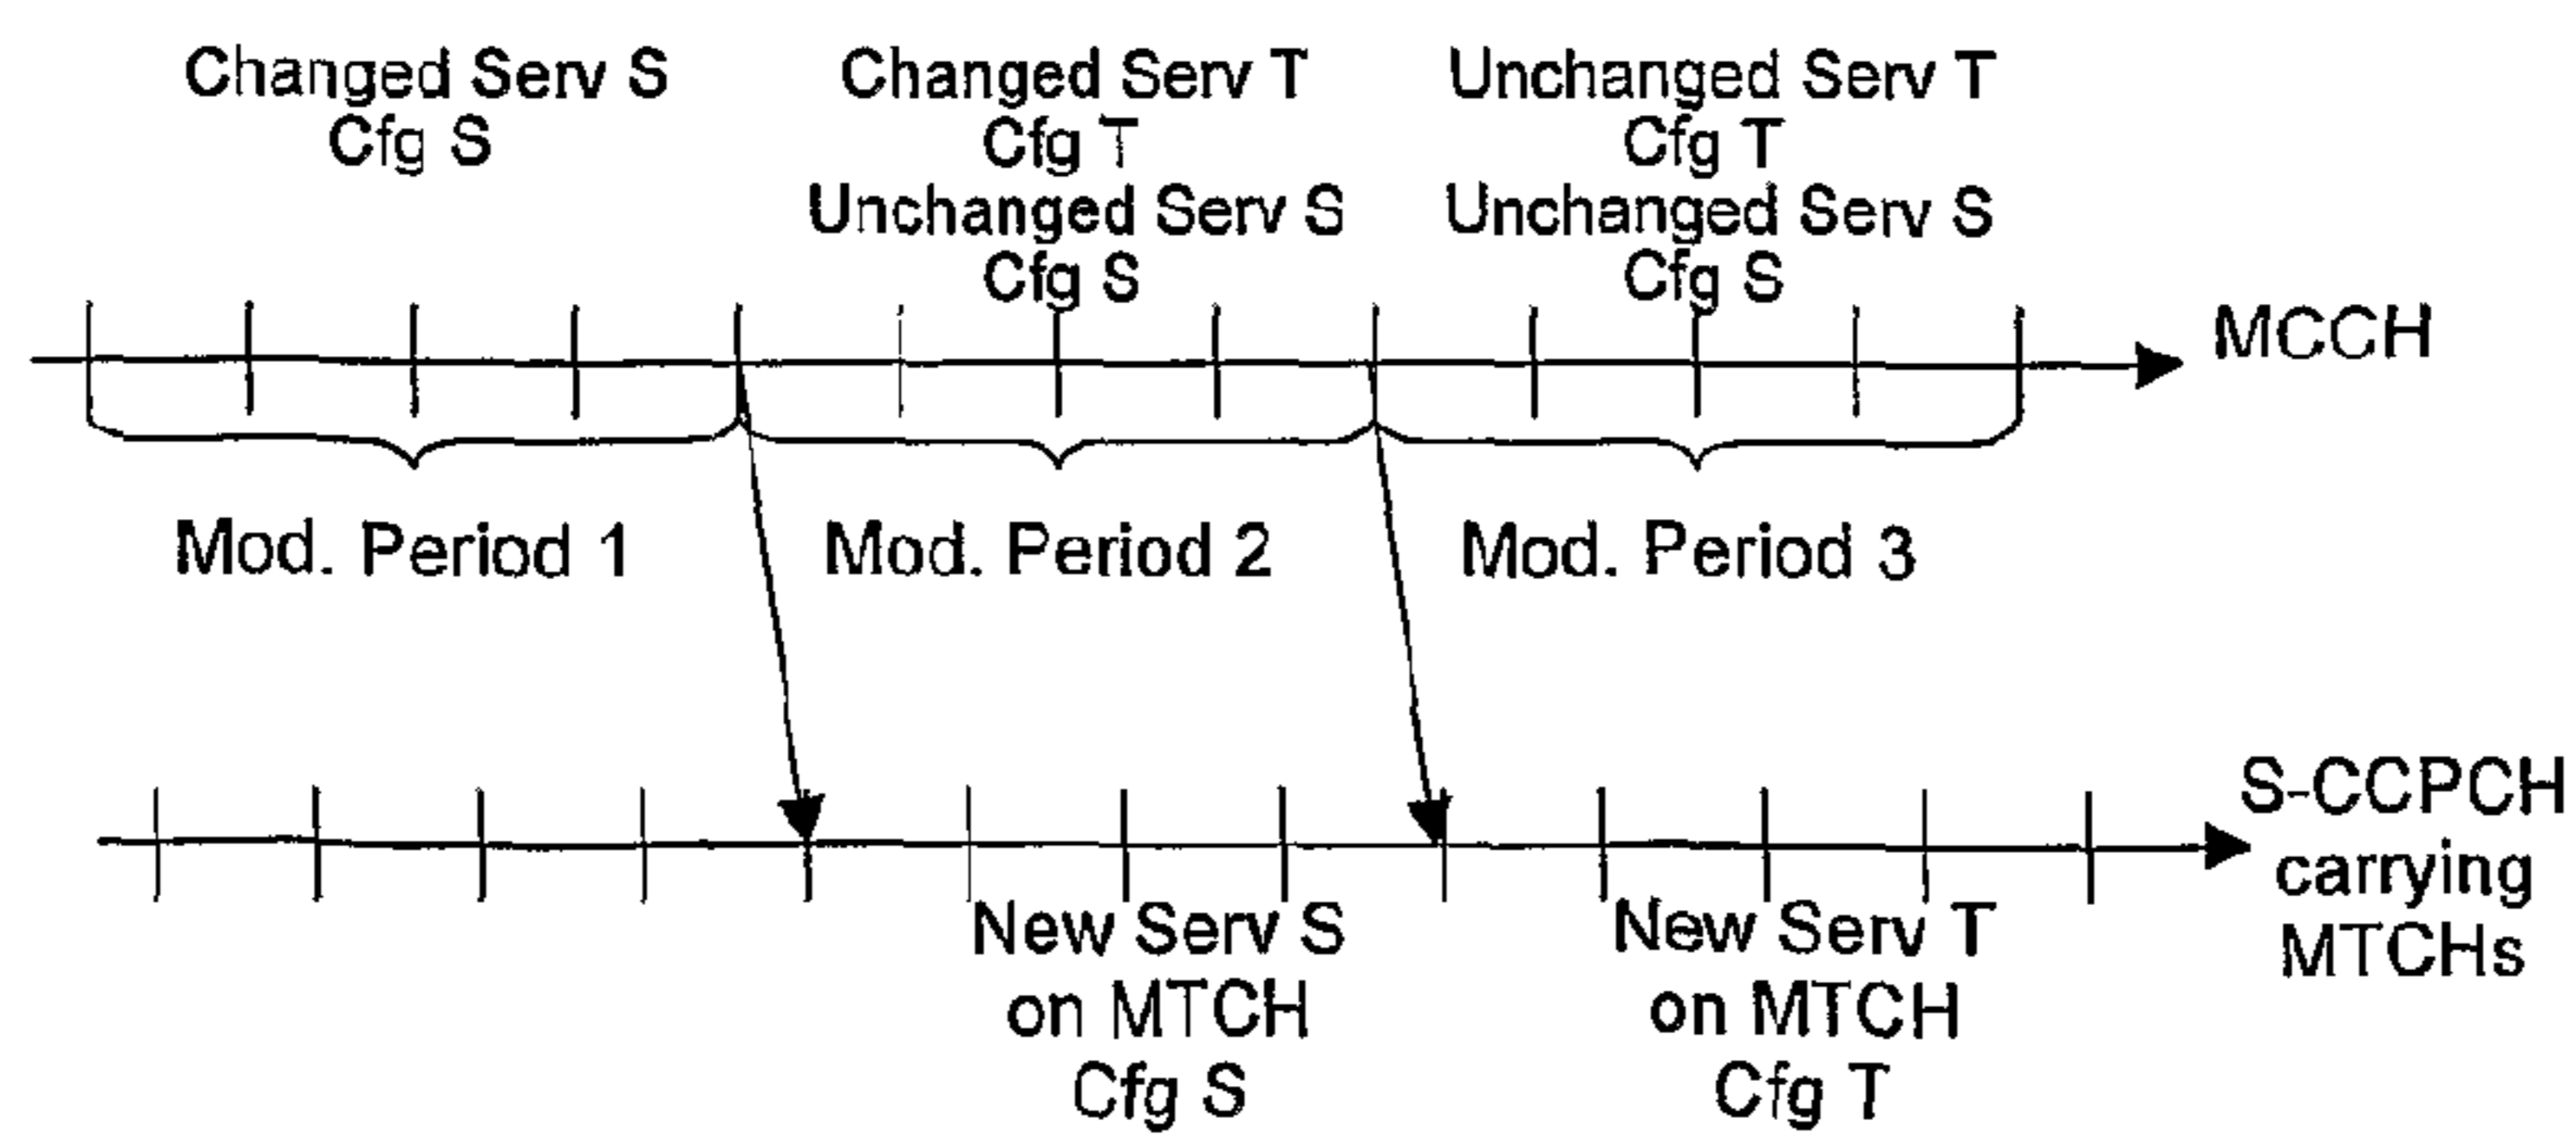 Changed Serv S
Cfg S
Changed Serv T
Cfg T
Unchanged Serv S
Cfg S
Unchanged Serv T
Cfg T
Unchanged Serv S
Cfg S
MCCH
Mod. Period 1
Mod. Period 2
Mod. Period 3
S-CCPCH
carrying
MTCHs
New Serv S
on MTCH
Cfg S
New Serv T
on MTCH
Cfg T